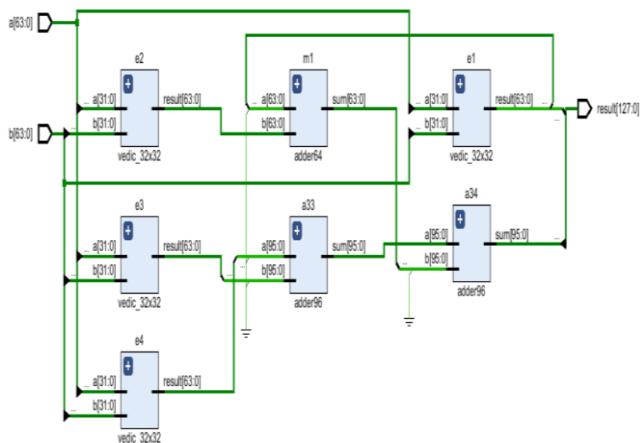 a[63:0]
b[63:0]
e2
a[31:0]
b[31:0]
result[63:0]
vedic_32x32
m1
a[63:0]
b[63:0]
sum[63:0]
adder64
e1
a[31:0]
b[31:0]
result[63:0]
vedic_32x32
result[127:0]
e3
a[31:0]
b[31:0]
result[63:0]
vedic_32x32
a33
a[95:0]
b[95:0]
sum[95:0]
adder96
a34
a[95:0]
b[95:0]
sum[95:0]
adder96
e4
a[31:0]
b[31:0]
result[63:0]
vedic_32x32